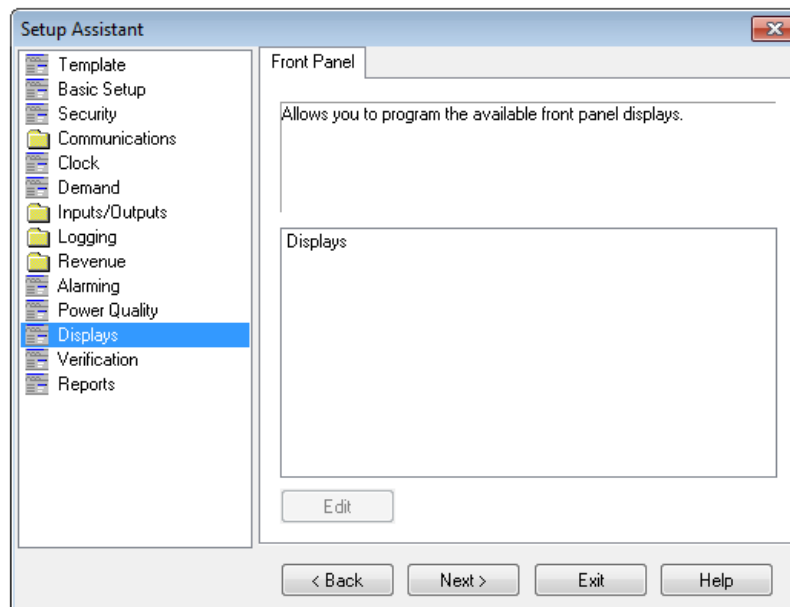 Setup Assistant
Template
Basic Setup
Security
Communications
Clock
Demand
Inputs/Outputs
Logging
Revenue
Alarming
Power Quality
Displays
Verification
Reports
Front Panel
Allows you to program the available front panel displays.
Displays
Edit
< Back
Next >
Exit
Help